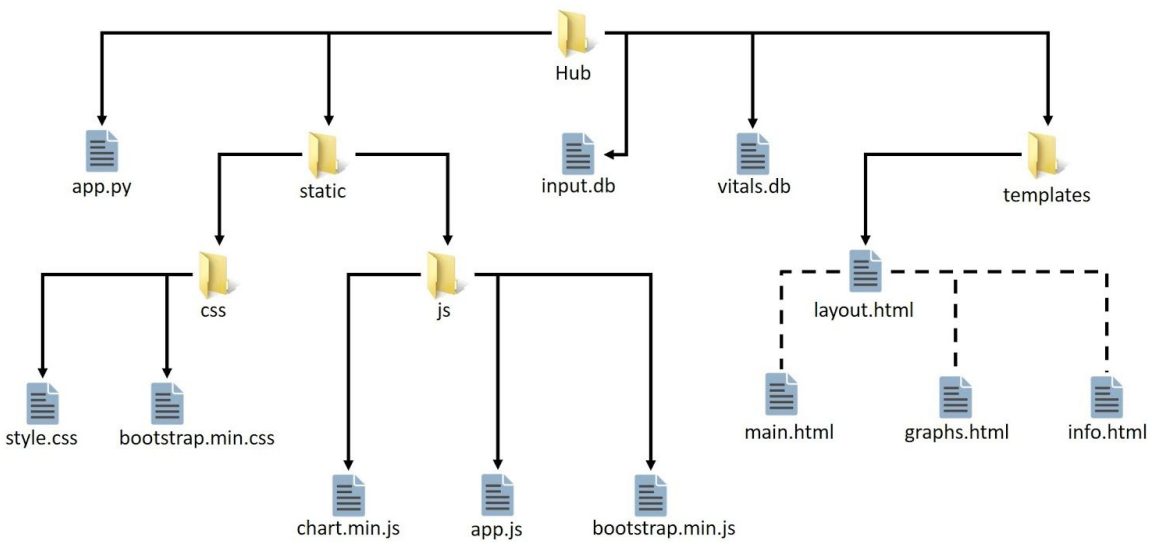 Hub
app.py
static
input.db
vitals.db
templates
css
js
layout.html
style.css
bootstrap.min.css
main.html
graphs.html
info.html
chart.min.js
app.js
bootstrap.min.js